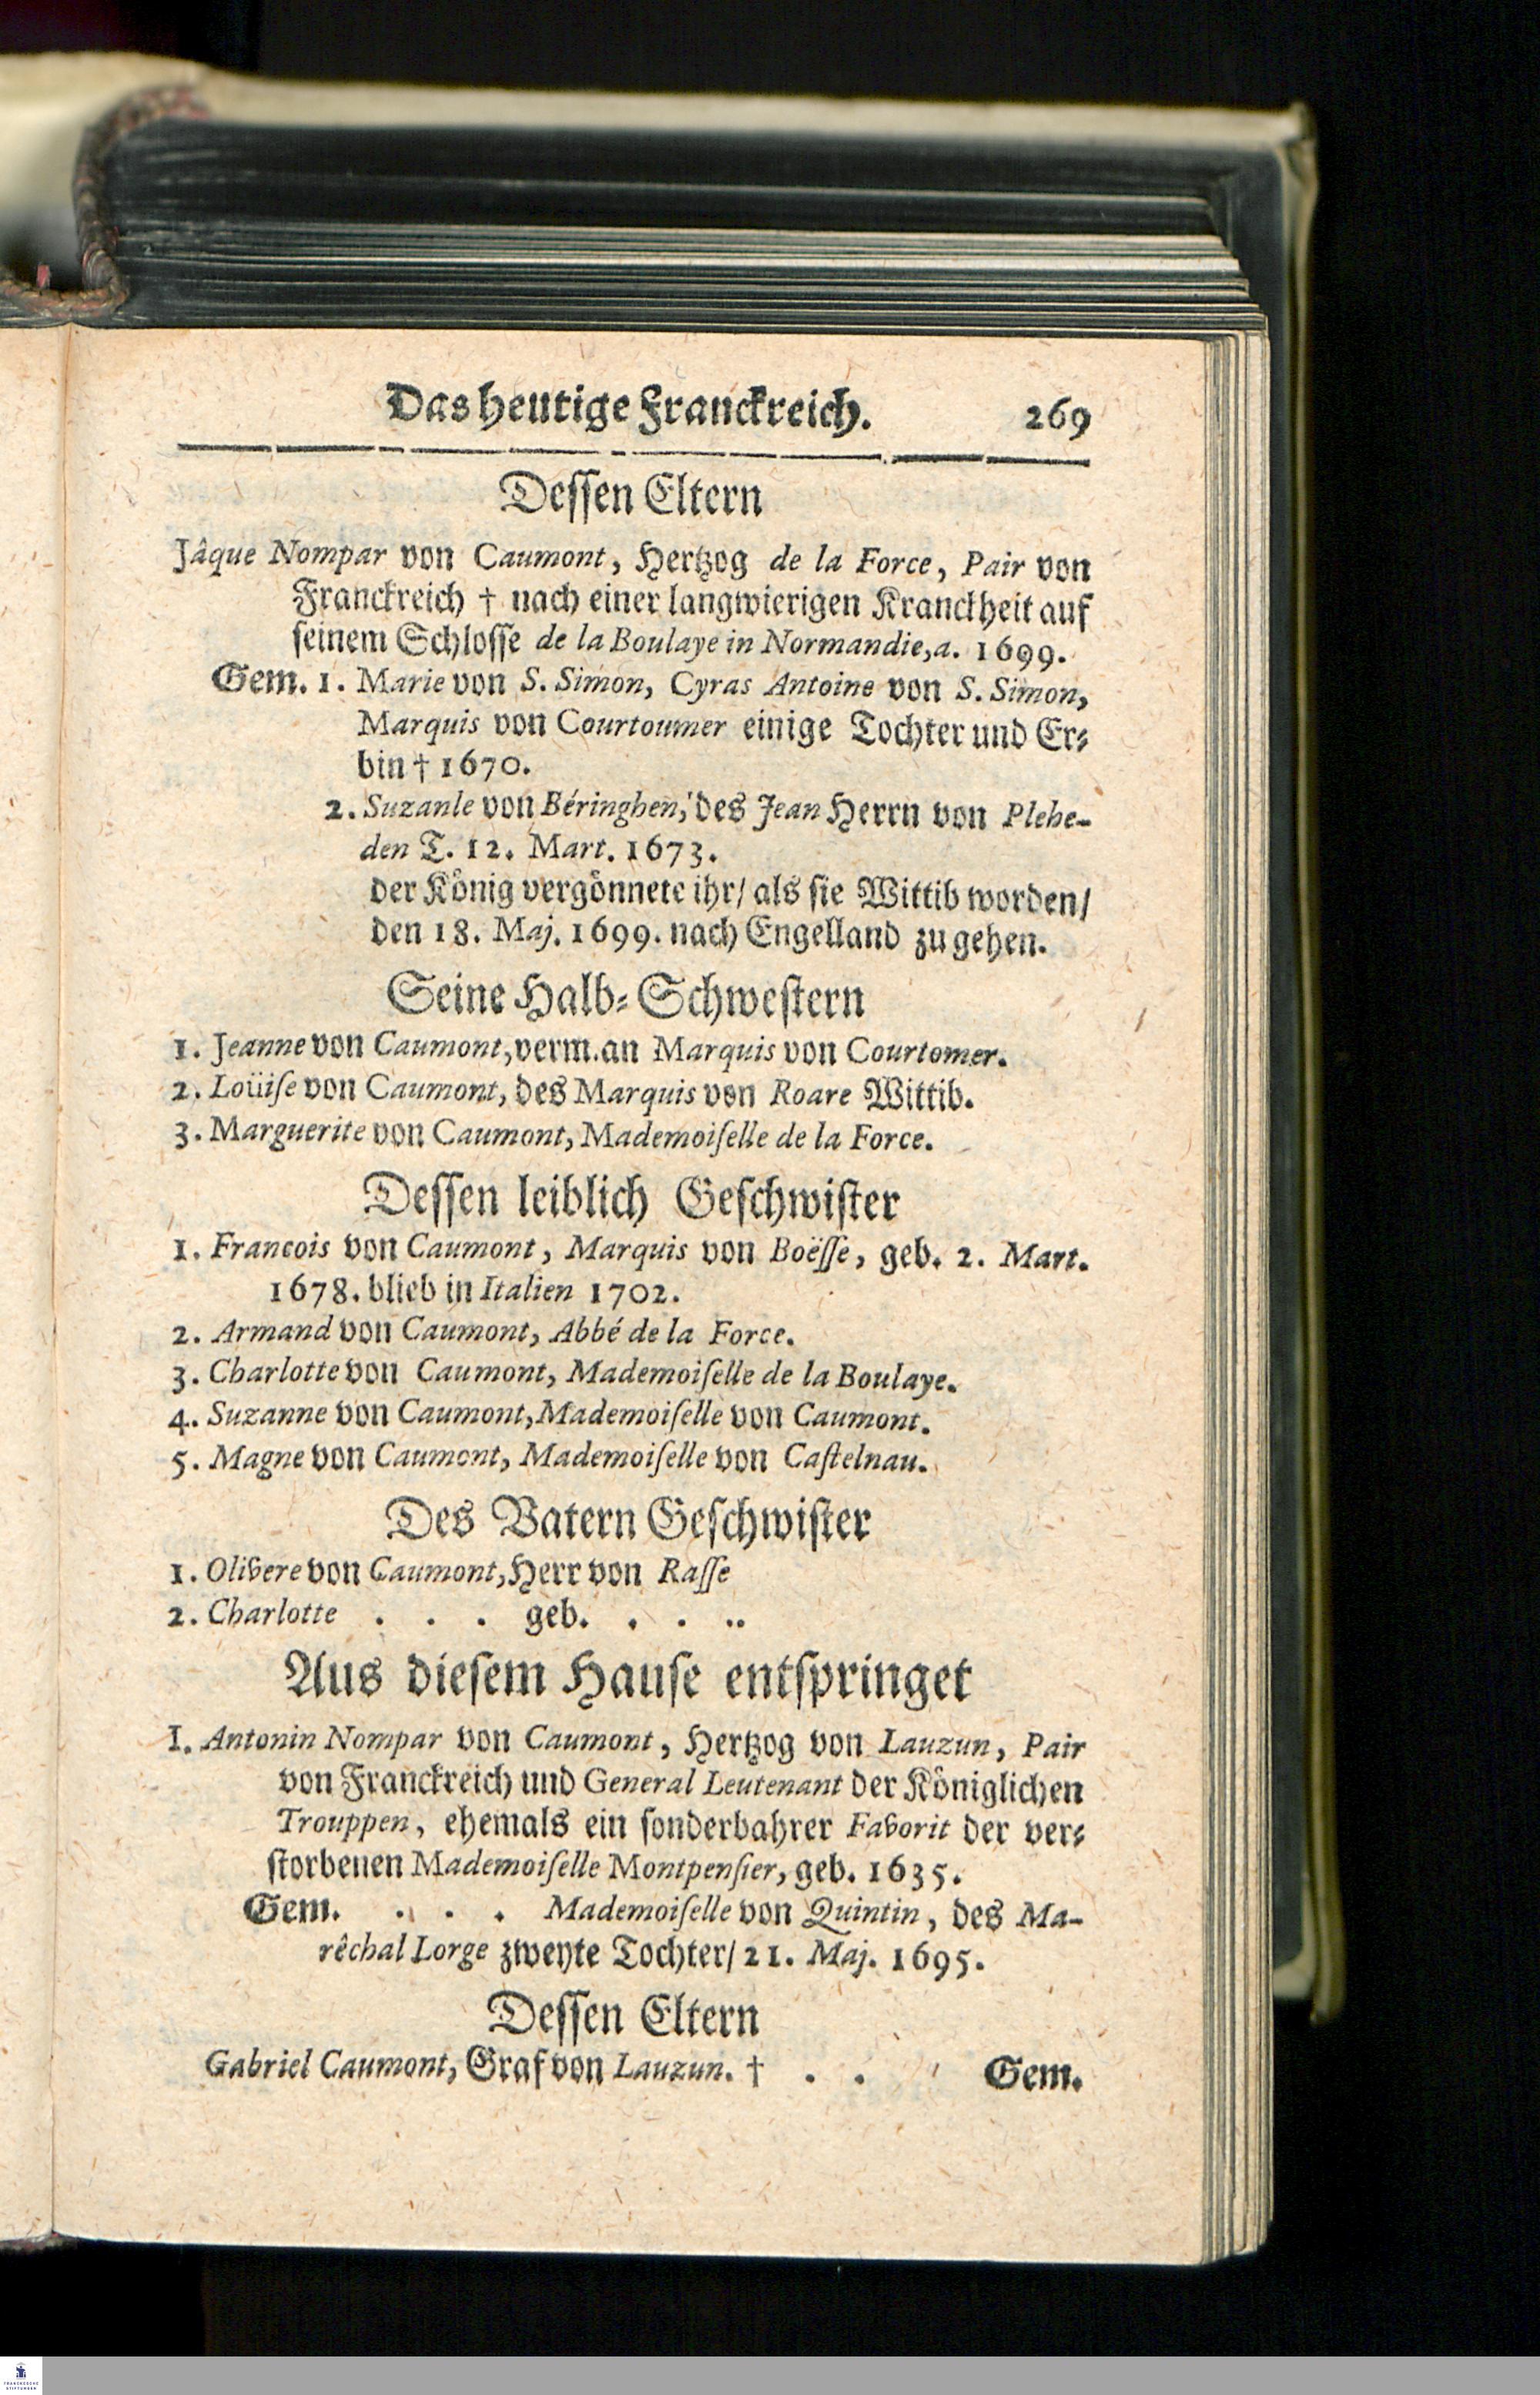 Das heutige Franckreich. 269
Dessen Eltern
Jâque Nompar von Caumont, Hertzog de la Force, Pair von
Franckreich † nach einer langwierigen Kranckheit auf
seinem Schlosse de la Boulaye in Normandie, a. 1699.
Gem. 1. Marie von S. Simon, Cyras Antoine von S. Simon,
Marquis von Courtoumer einige Tochter und Er⸗
bin † 1670.
2. Suzanle von Béringhen, des Jean Herrn von Plehe-
den T. 12. Mart. 1673.
der König vergönnete ihr/ als sie Wittib worden/
den 18. Maj. 1699. nach Engelland zu gehen.
Seine Halb⸗Schwestern
1. Jeanne von Caumont, verm. an Marquis von Courtomer.
2. Loüise von Caumont, des Marquis von Roare Wittib.
3. Marguerite von Caumont, Mademoiselle de la Force.
Dessen leiblich Geschwister
1. Francois von Caumont, Marquis von Boësse, geb. 2. Mart.
1678. blieb in Italien 1702.
2. Armand von Caumont, Abbé de la Force.
3. Charlotte von Caumont, Mademoiselle de la Boulaye.
4. Suzanne von Caumont, Mademoiselle von Caumont.
5. Magne von Caumont, Mademoiselle von Castelnau.
Des Vatern Geschwister
1. Olivere von Caumont, Herr von Rasse
2. Charlotte . . . geb. . . ..
Aus diesem Hause entspringet
I. Antonin Nompar von Caumont, Hertzog von Lauzun, Pair
von Franckreich und General Leutenant der Königlichen
Trouppen, ehemals ein sonderbahrer Favorit der ver⸗
storbenen Mademoiselle Montpensier, geb. 1635.
Gem. . . . Mademoiselle von Quintin, des Ma-
rêchal Lorge zweyte Tochter/ 21. Maj. 1695.
Dessen Eltern
Gabriel Caumont, Graf von Lauzun. † . .
Gem.
FRANCKESCHE
STIFTUNGEN